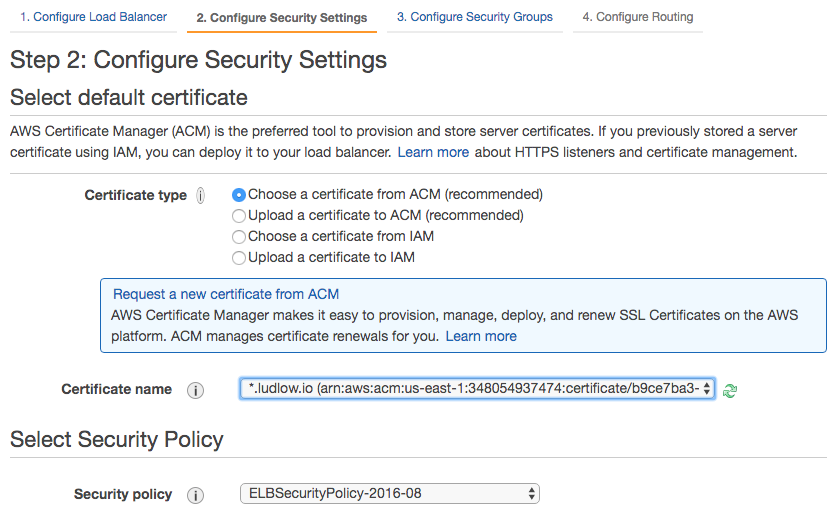 1. Configure Load Balancer 2. Configure Security Settings 3. Configure Security Groups 4. Configure Routing
Step 2: Configure Security Settings
Select default certificate
AWS Certificate Manager (ACM) is the preferred tool to provision and store server certificates. If you previously stored a server
certificate using IAM, you can deploy it to your load balancer. Learn more about HTTPS listeners and certificate management.
Certificate type i Choose a certificate from ACM (recommended)
Upload a certificate to ACM (recommended)
Choose a certificate from IAM
Upload a certificate to IAM
Request a new certificate from ACM
AWS Certificate Manager makes it easy to provision, manage, deploy, and renew SSL Certificates on the AWS
platform. ACM manages certificate renewals for you. Learn more
Certificate name i *.ludlow.io (arn:aws:acm:us-east-1:348054937474:certificate/b9ce7ba3-
Select Security Policy
Security policy i ELBSecurityPolicy-2016-08